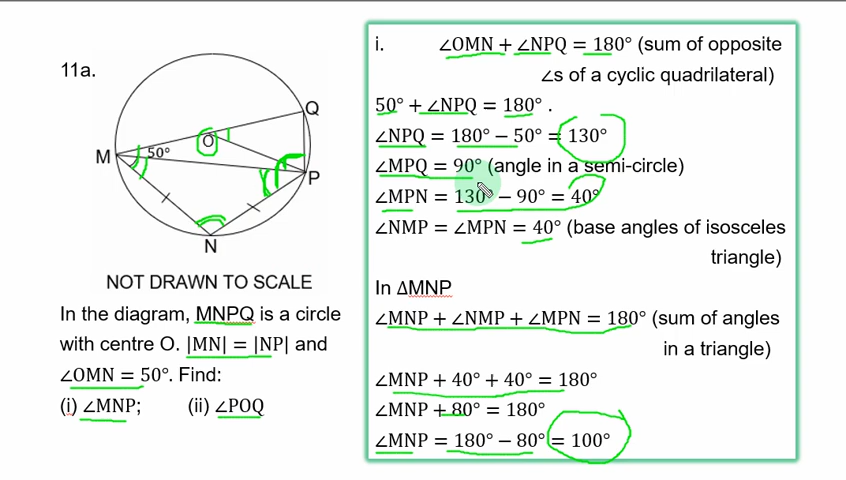 11a.
Q
O
M
50°
P
N
NOT DRAWN TO SCALE
In the diagram, MNPQ is a circle
with centre O. |MN| = |NP| and
∠OMN = 50°. Find:
(i) ∠MNP; (ii) ∠POQ
i. ∠OMN + ∠NPQ = 180° (sum of opposite
∠s of a cyclic quadrilateral)
50° + ∠NPQ = 180° .
∠NPQ = 180° − 50° = 130°
∠MPQ = 90° (angle in a semi-circle)
∠MPN = 130° − 90° = 40°
∠NMP = ∠MPN = 40° (base angles of isosceles
triangle)
In ΔMNP
∠MNP + ∠NMP + ∠MPN = 180° (sum of angles
in a triangle)
∠MNP + 40° + 40° = 180°
∠MNP + 80° = 180°
∠MNP = 180° − 80° = 100°